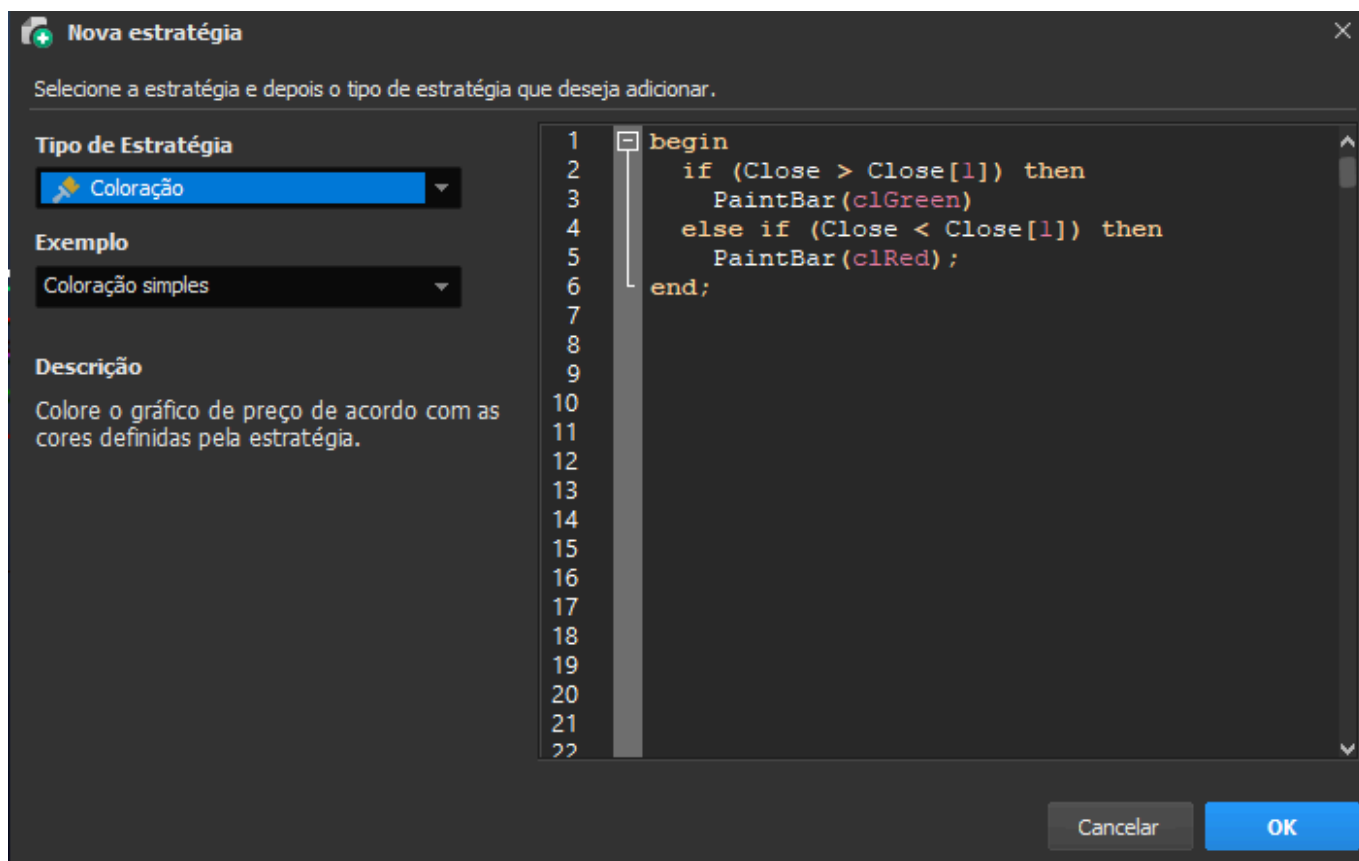 Nova estratégia
Selecione a estratégia e depois o tipo de estratégia que deseja adicionar.
Tipo de Estratégia
Coloração
Exemplo
Coloração simples
Descrição
Colore o gráfico de preço de acordo com as
cores definidas pela estratégia.
1 begin
2 if (Close > Close[1]) then
3 PaintBar(clGreen)
4 else if (Close < Close[1]) then
5 PaintBar(clRed);
6 end;
7
8
9
10
11
12
13
14
15
16
17
18
19
20
21
22
Cancelar
OK